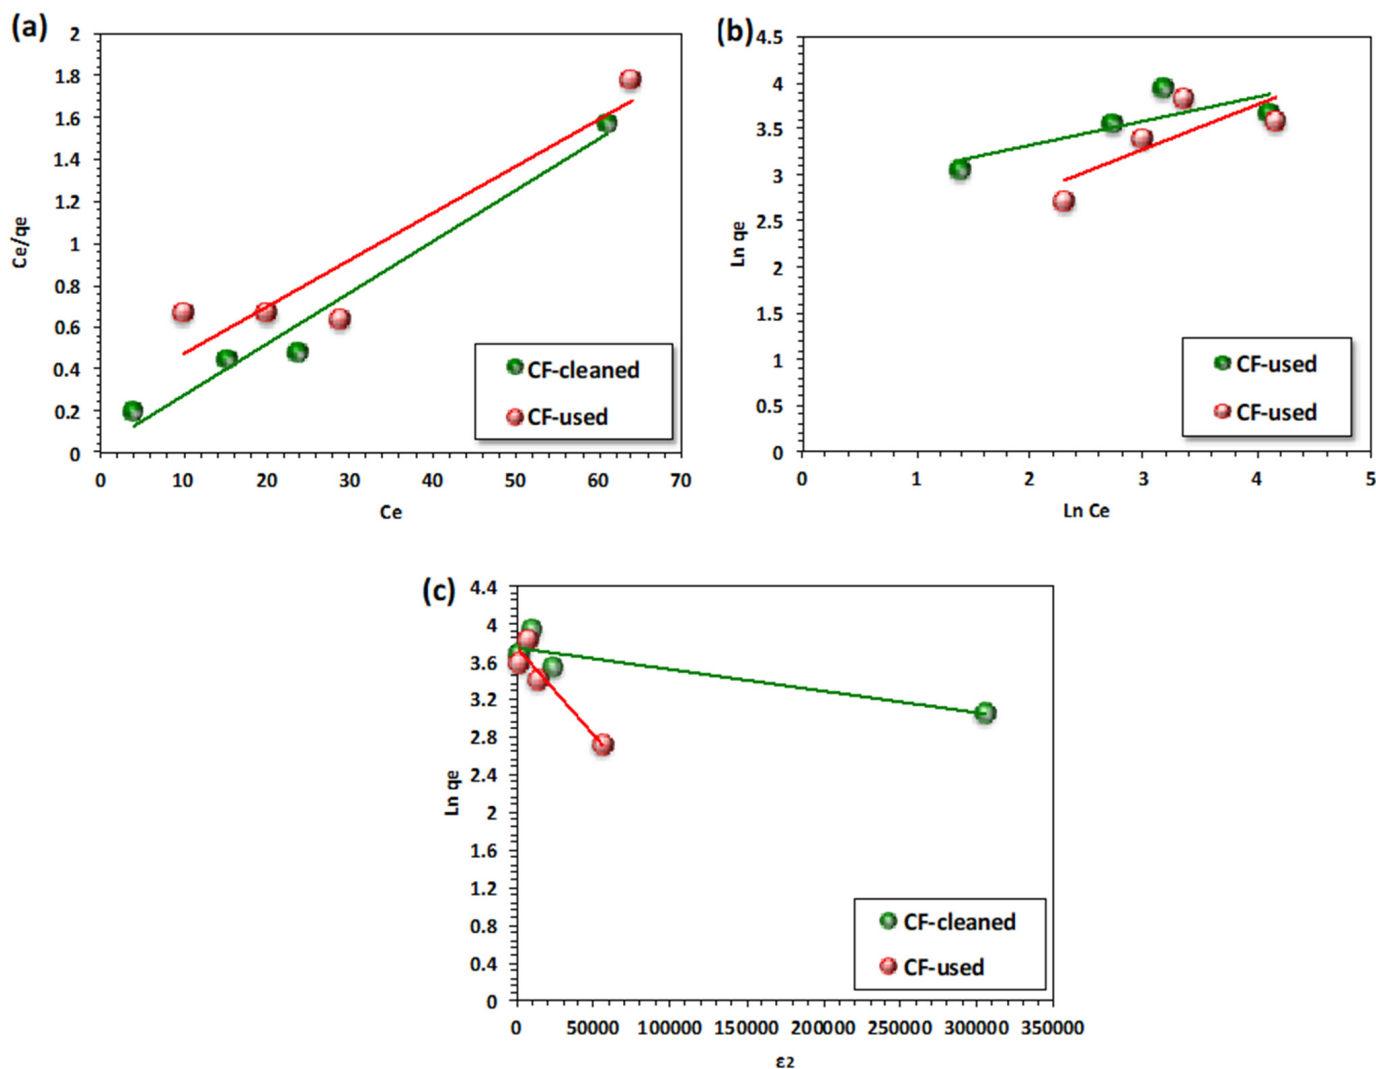 (a)
2
1.8
1.6
1.4
1.2
1
0.8
0.6
0.4
0.2
0
Ce/qe
0 10 20 30 40 50 60 70
Ce
CF-cleaned
CF-used
(b)
4.5
4
3.5
3
2.5
2
1.5
1
0.5
0
Ln qe
0 1 2 3 4 5
Ln Ce
CF-used
CF-used
(c)
4.4
4
3.6
3.2
2.8
2.4
2
1.6
1.2
0.8
0.4
0
Ln qe
0 50000 100000 150000 200000 250000 300000 350000
ε2
CF-cleaned
CF-used